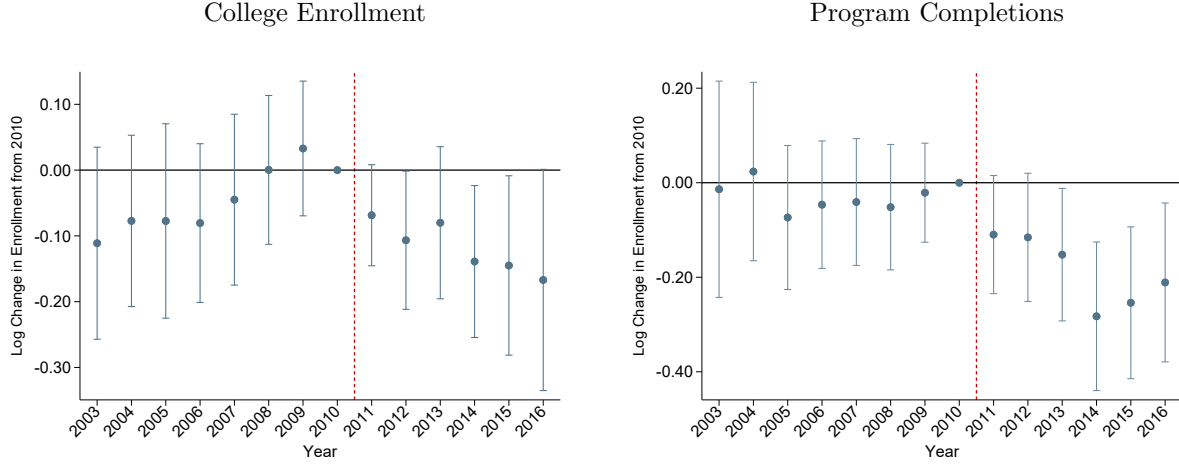 College Enrollment
Log Change in Enrollment from 2010
0.10
0.00
-0.10
-0.20
-0.30
2003 2004 2005 2006 2007 2008 2009 2010 2011 2012 2013 2014 2015 2016
Year
Program Completions
Log Change in Enrollment from 2010
0.20
0.00
-0.20
-0.40
2003 2004 2005 2006 2007 2008 2009 2010 2011 2012 2013 2014 2015 2016
Year